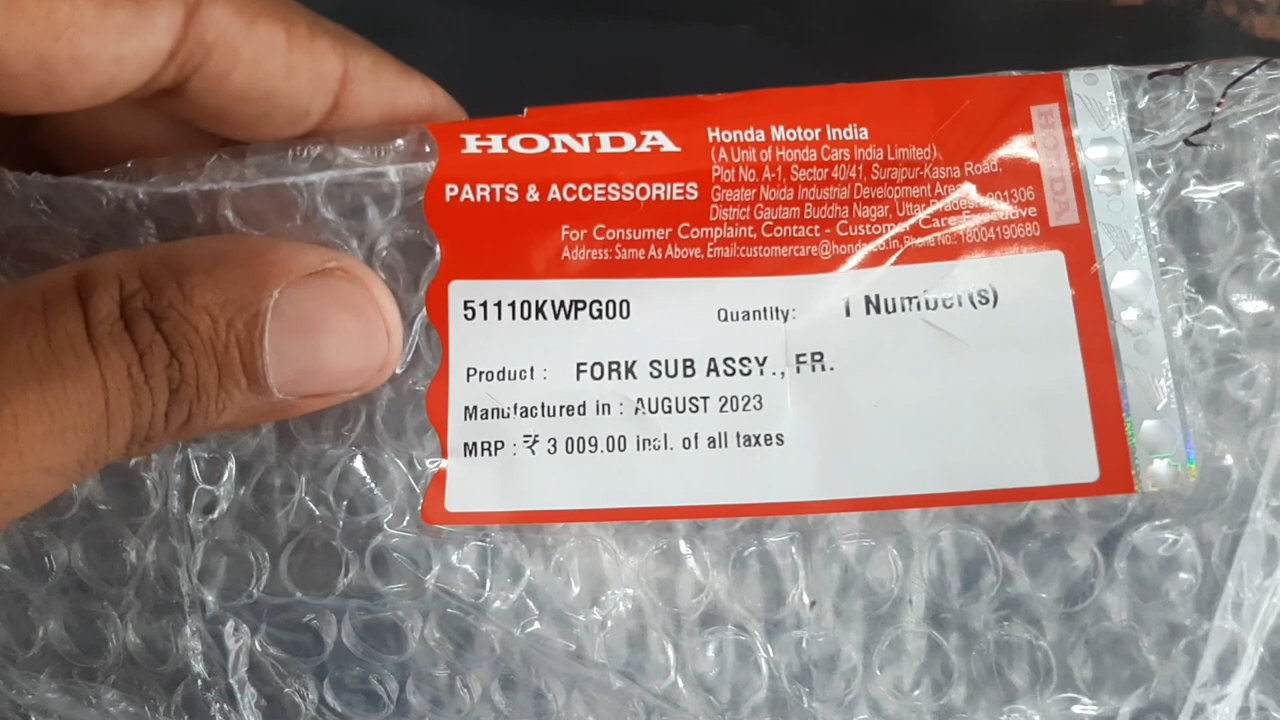 HONDA
PARTS & ACCESSORIES
Honda Motor India
(A Unit of Honda Cars India Limited)
Plot No. A-1, Sector 40/41, Surajpur-Kasna Road,
Greater Noida Industrial Development Area,
District Gautam Buddha Nagar, Uttar Pradesh-201306
For Consumer Complaint, Contact - Customer Care Executive
Address: Same As Above, Email:customercare@honda.co.in, Phone No.: 18004190680
HONDA
51110KWPG00 Quantity: 1 Number(s)
Product : FORK SUB ASSY., FR.
Manufactured in : AUGUST 2023
MRP : ₹ 3 009.00 incl. of all taxes